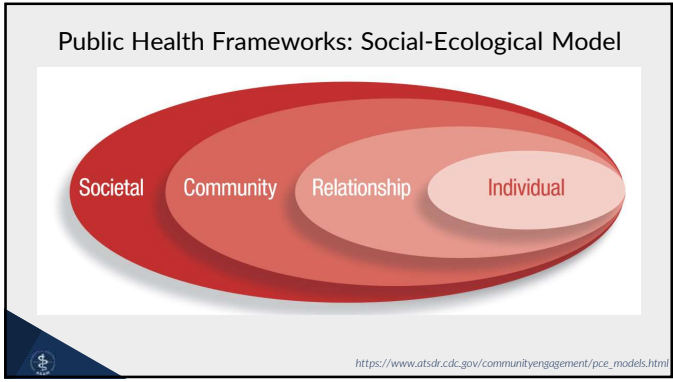 Public Health Frameworks: Social-Ecological Model
Societal Community Relationship Individual
https://www.atsdr.cdc.gov/communityengagement/pce_models.html